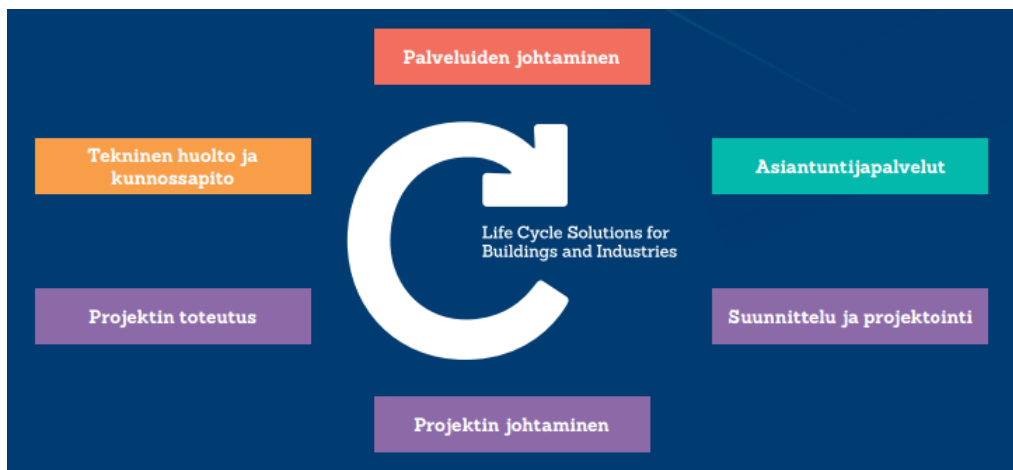 Palveluiden johtaminen
Tekninen huolto ja
kunnossapito
Asiantuntijapalvelut
Life Cycle Solutions for
Buildings and Industries
Projektin toteutus
Suunnittelu ja projektointi
Projektin johtaminen